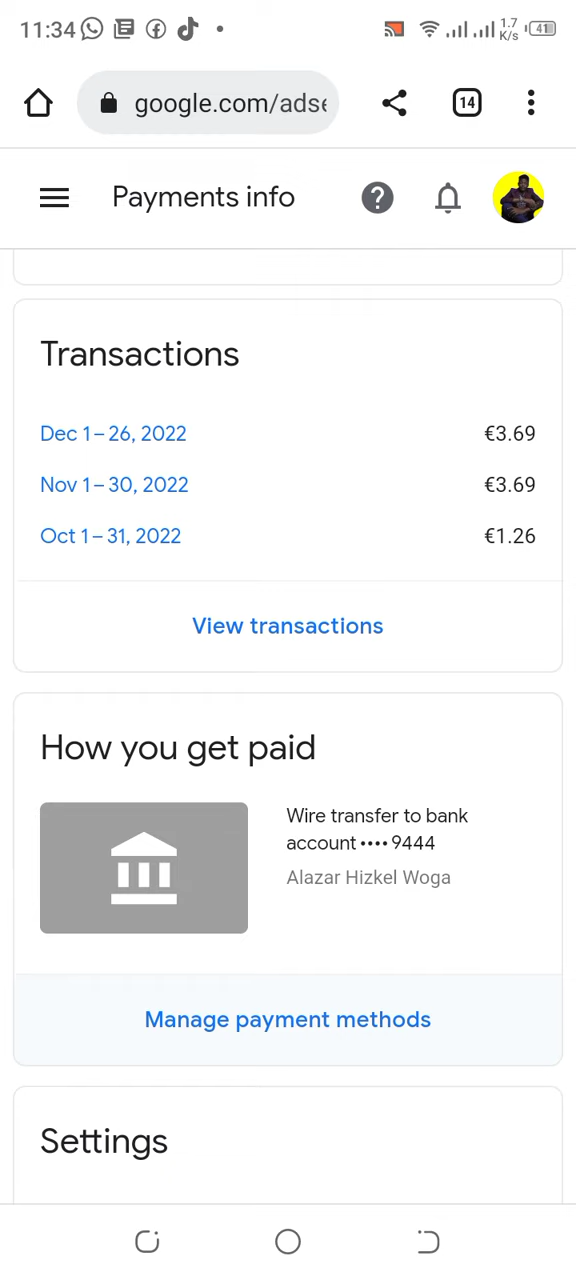 11:34 1.7 K/s 41
google.com/adse 14
Payments info
Transactions
Dec 1 – 26, 2022 €3.69
Nov 1 – 30, 2022 €3.69
Oct 1 – 31, 2022 €1.26
View transactions
How you get paid
Wire transfer to bank
account •••• 9444
Alazar Hizkel Woga
Manage payment methods
Settings